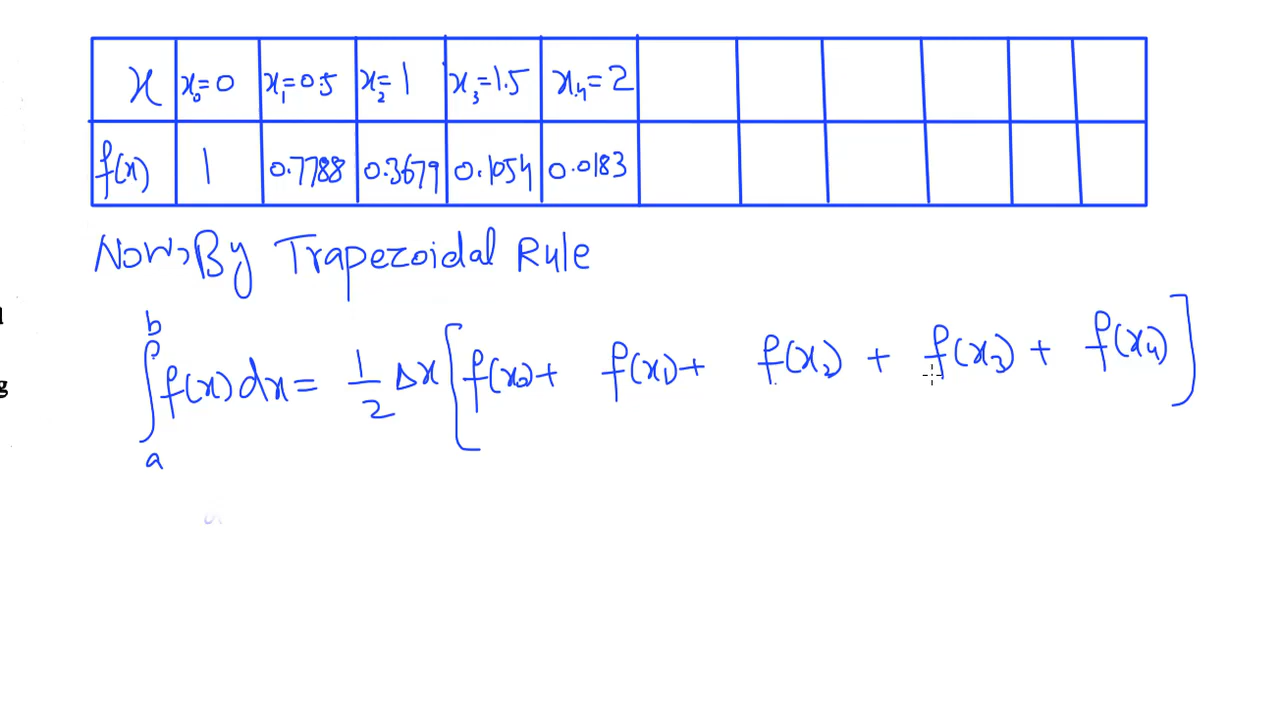 x x₀=0 x₁=0.5 x₂=1 x₃=1.5 x₄=2
f(x) 1 0.7788 0.3679 0.1054 0.0183
Now, By Trapezoidal Rule
∫ₐᵇ f(x) dx = 1/2 Δx [f(x₀)+ f(x₁)+ f(x₂) + f(x₃) + f(x₄)]